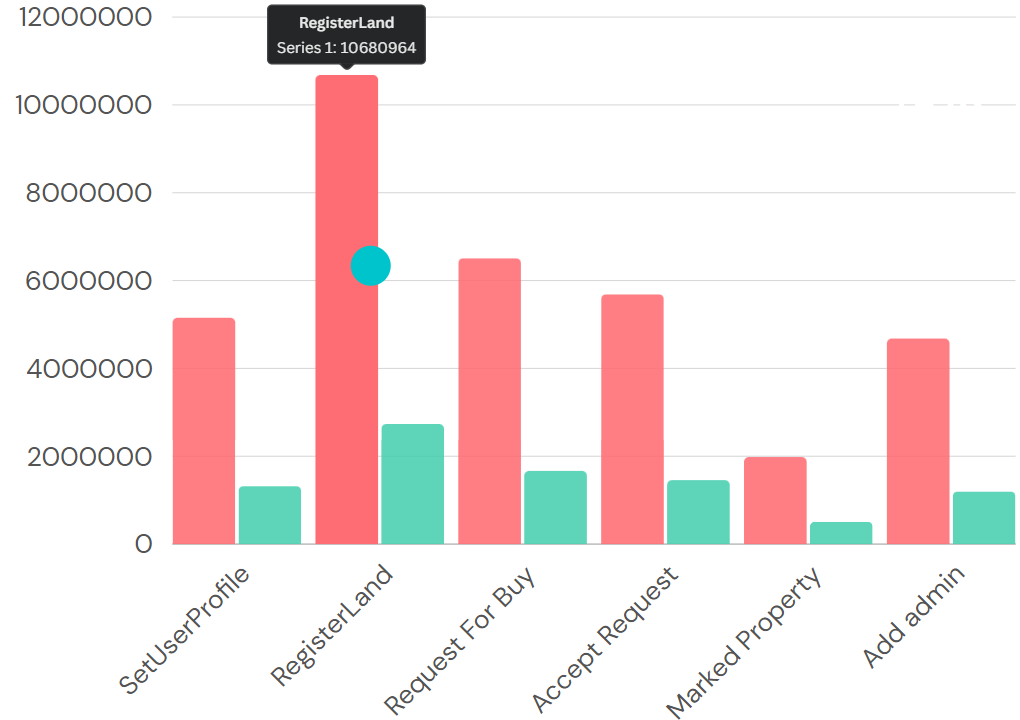 12000000
RegisterLand
Series 1: 10680964
10000000
8000000
6000000
4000000
2000000
0
SetUserProfile
RegisterLand
Request For Buy
Accept Request
Marked Property
Add admin